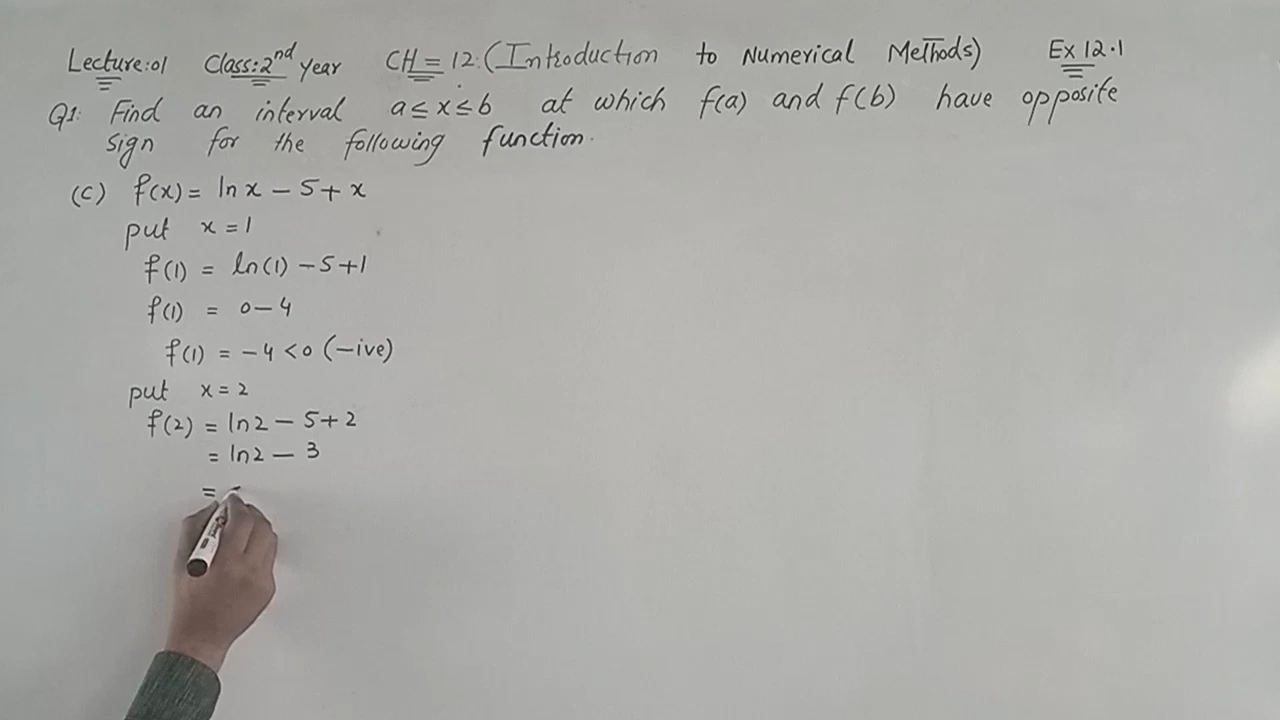 Lecture:01 Class:2nd year CH = 12:(Introduction to Numerical Methods) Ex 12.1
Q1: Find an interval a ≤ x ≤ b at which f(a) and f(b) have opposite
sign for the following function.
(c) f(x) = ln x − 5 + x
put x = 1
f(1) = ln(1) − 5 + 1
f(1) = 0 − 4
f(1) = − 4 < 0 (−ive)
put x = 2
f(2) = ln2 − 5 + 2
= ln2 − 3
=